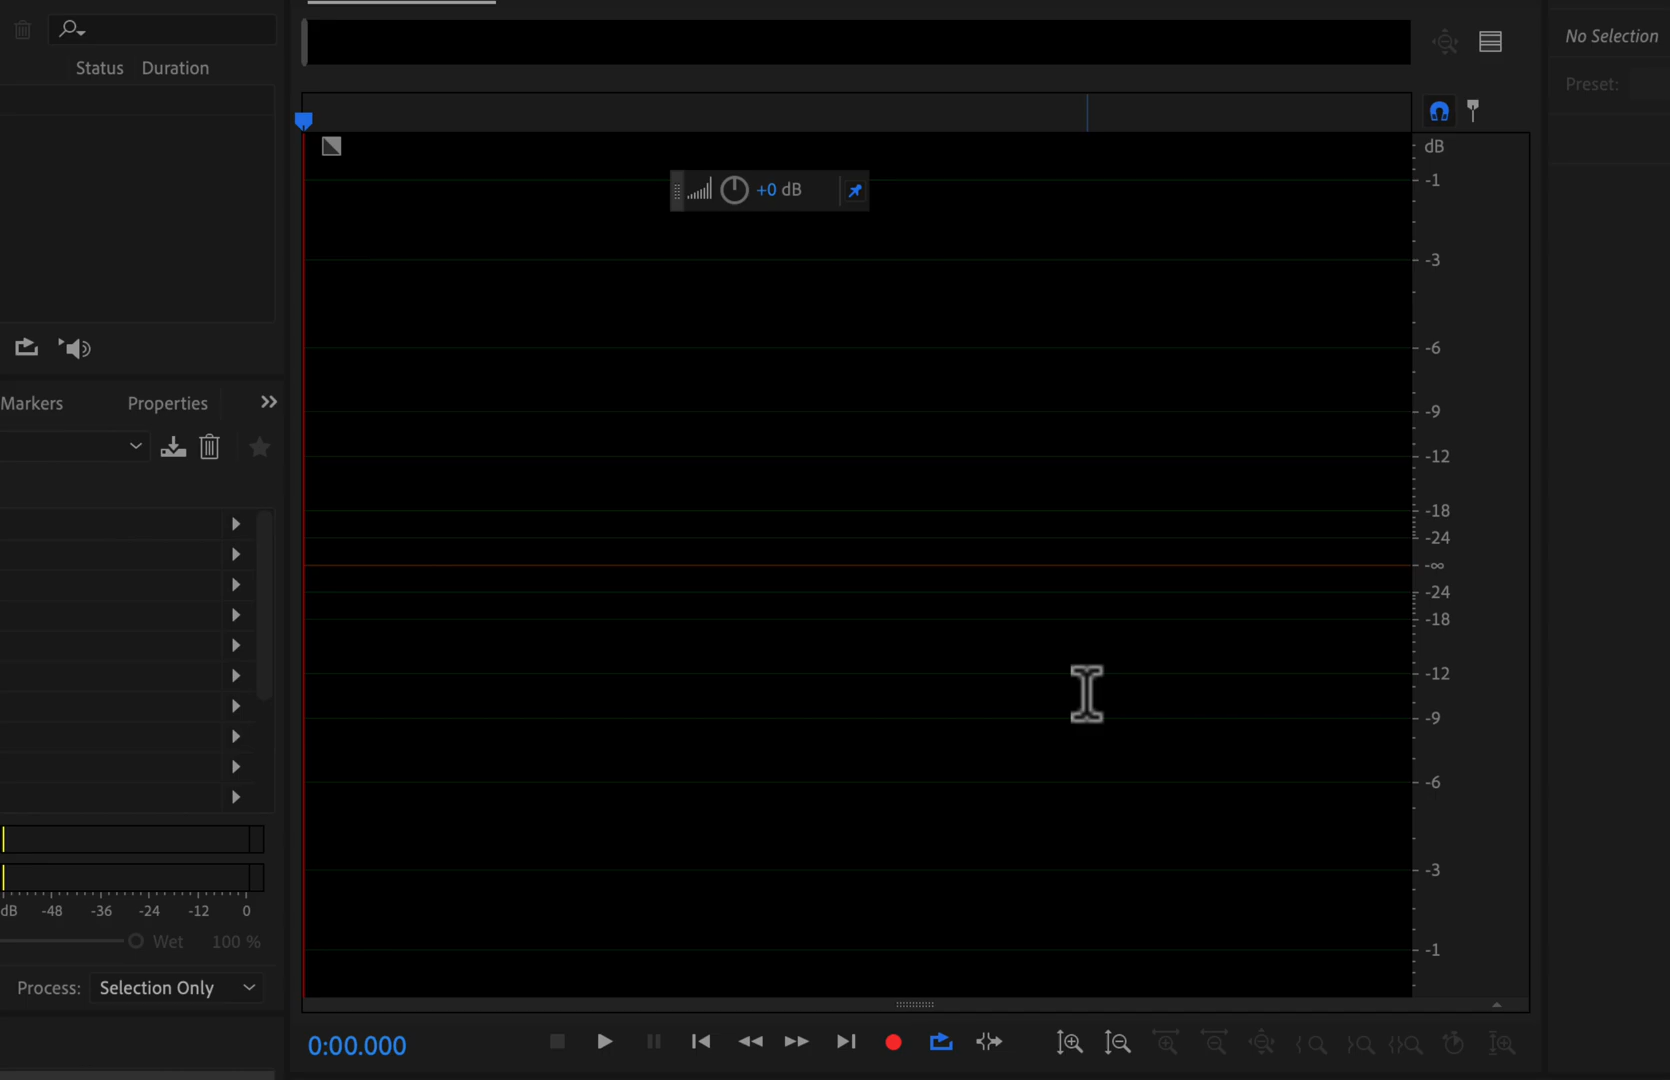 Status Duration
No Selection
Preset:
+0 dB
dB
-1
-3
-6
-9
-12
-18
-24
-∞
-24
-18
-12
-9
-6
-3
-1
Markers Properties
dB -48 -36 -24 -12 0
Wet 100 %
Process: Selection Only
0:00.000